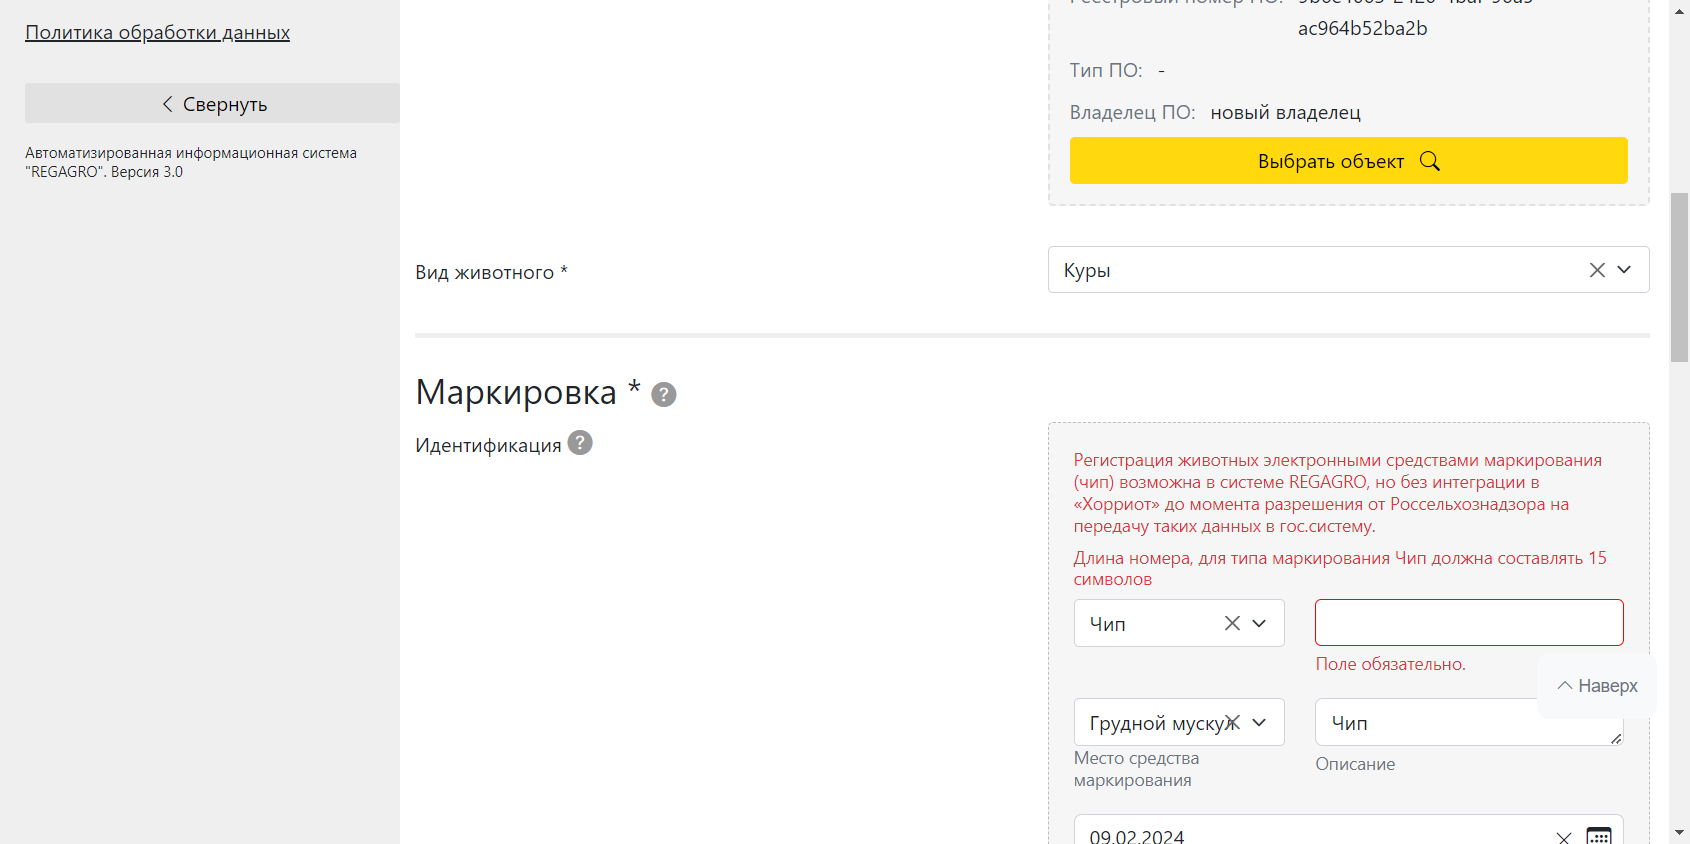 Политика обработки данных
Свернуть
Автоматизированная информационная система
"REGAGRO". Версия 3.0
ac964b52ba2b
Тип ПО: -
Владелец ПО: новый владелец
Выбрать объект
Вид животного *
Куры
Маркировка * ?
Идентификация ?
Регистрация животных электронными средствами маркирования
(чип) возможна в системе REGAGRO, но без интеграции в
«Хорриот» до момента разрешения от Россельхознадзора на
передачу таких данных в гос.систему.
Длина номера, для типа маркирования Чип должна составлять 15
символов
Чип
Поле обязательно.
Наверх
Грудной мускул
Чип
Место средства
маркирования
Описание
09.02.2024